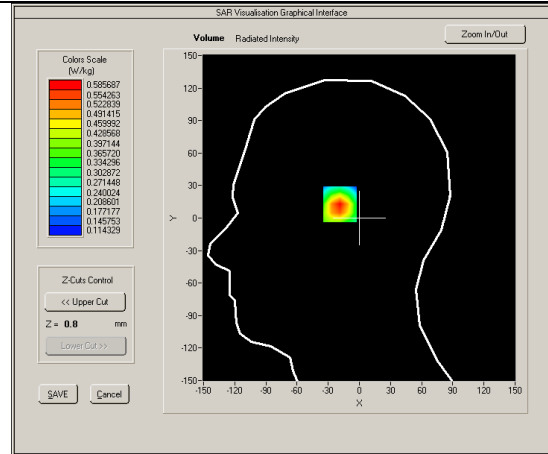 SAR Visualisation Graphical Interface
Volume Radiated Intensity
Zoom In/Out
Colors Scale
(W/kg)
0.585687
0.554263
0.522839
0.491415
0.459992
0.428568
0.397144
0.365720
0.334296
0.302872
0.271448
0.240024
0.208601
0.177177
0.145753
0.114329
Z-Cuts Control
<< Upper Cut
Z = 0.8 mm
Lower Cut >>
SAVE Cancel
150
120
90
60
30
0
-30
-60
-90
-120
-150
Y
-150 -120 -90 -60 -30 0 30 60 90 120 150
X